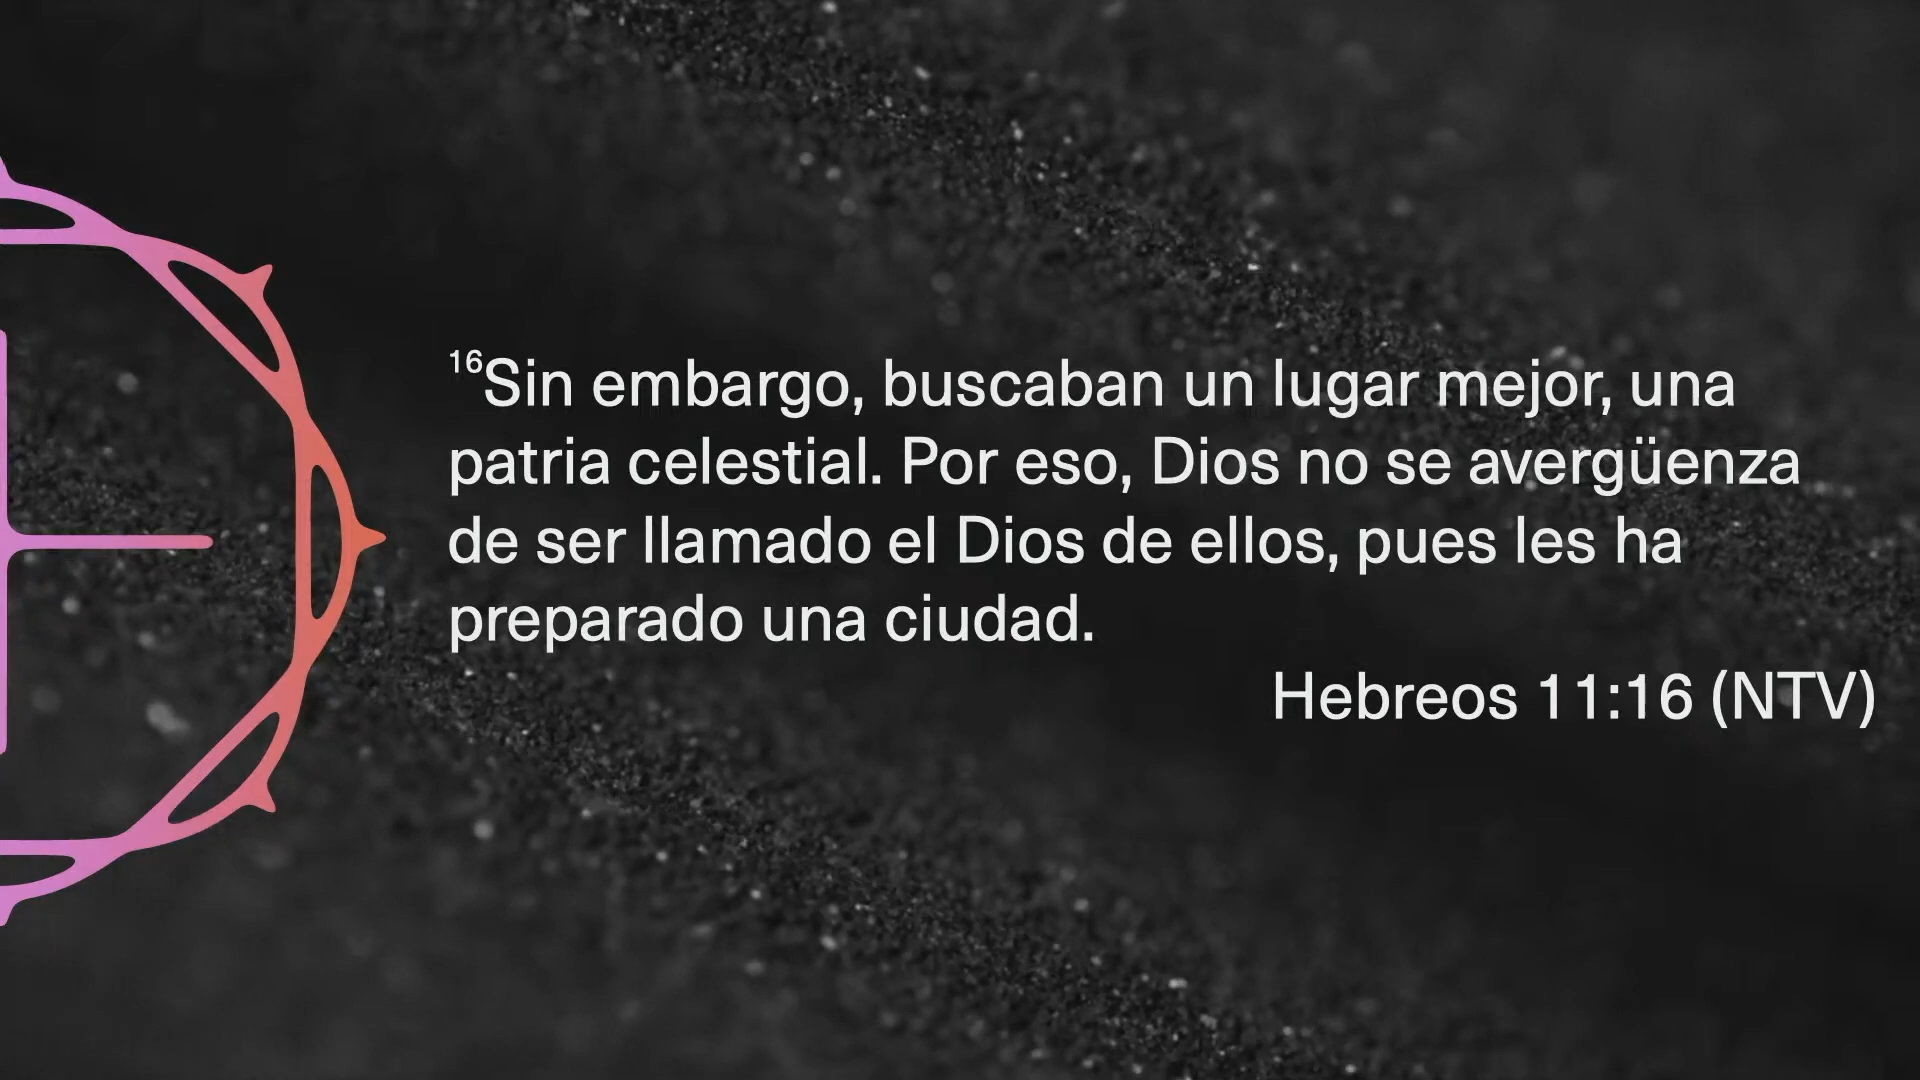 ¹⁶Sin embargo, buscaban un lugar mejor, una
patria celestial. Por eso, Dios no se avergüenza
de ser llamado el Dios de ellos, pues les ha
preparado una ciudad.
Hebreos 11:16 (NTV)